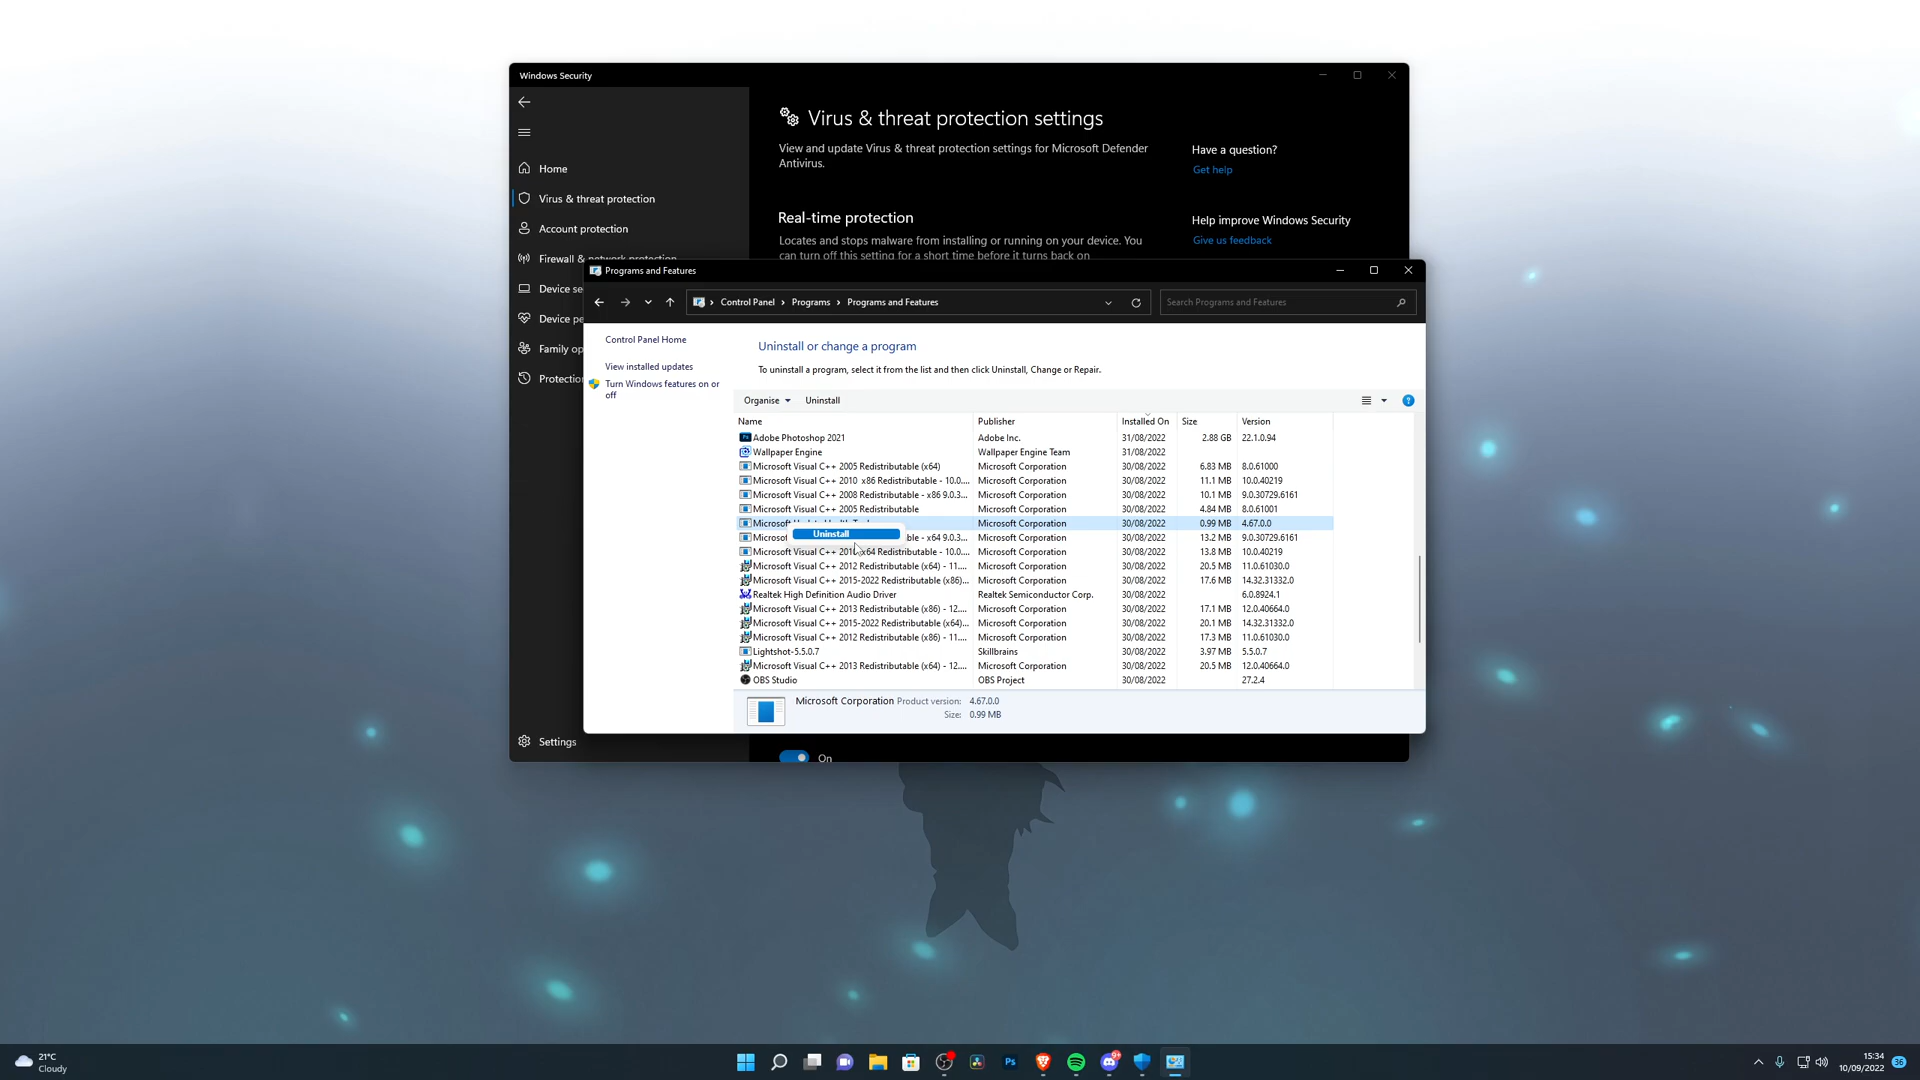 Windows Security
Home
Virus & threat protection
Account protection
Firewall & network protection
Device se
Device pe
Family op
Protection
Settings
Virus & threat protection settings
View and update Virus & threat protection settings for Microsoft Defender
Antivirus.
Real-time protection
Locates and stops malware from installing or running on your device. You
can turn off this setting for a short time before it turns back on
Have a question?
Get help
Help improve Windows Security
Give us feedback
On
Programs and Features
Control Panel > Programs > Programs and Features
Search Programs and Features
Control Panel Home
View installed updates
Turn Windows features on or
off
Uninstall or change a program
To uninstall a program, select it from the list and then click Uninstall, Change or Repair.
Organise Uninstall
Name Publisher Installed On Size Version
Adobe Photoshop 2021 Adobe Inc. 31/08/2022 2.88 GB 22.1.0.94
Wallpaper Engine Wallpaper Engine Team 31/08/2022
Microsoft Visual C++ 2005 Redistributable (x64) Microsoft Corporation 30/08/2022 6.83 MB 8.0.61000
Microsoft Visual C++ 2010 x86 Redistributable - 10.0.... Microsoft Corporation 30/08/2022 11.1 MB 10.0.40219
Microsoft Visual C++ 2008 Redistributable - x86 9.0.3... Microsoft Corporation 30/08/2022 10.1 MB 9.0.30729.6161
Microsoft Visual C++ 2005 Redistributable Microsoft Corporation 30/08/2022 4.84 MB 8.0.61001
Microsoft Update Health Tools Microsoft Corporation 30/08/2022 0.99 MB 4.67.0.0
Uninstall
Microsof ble - x64 9.0.3... Microsoft Corporation 30/08/2022 13.2 MB 9.0.30729.6161
Microsoft Visual C++ 2010 x64 Redistributable - 10.0.... Microsoft Corporation 30/08/2022 13.8 MB 10.0.40219
Microsoft Visual C++ 2012 Redistributable (x64) - 11.... Microsoft Corporation 30/08/2022 20.5 MB 11.0.61030.0
Microsoft Visual C++ 2015-2022 Redistributable (x86)... Microsoft Corporation 30/08/2022 17.6 MB 14.32.31332.0
Realtek High Definition Audio Driver Realtek Semiconductor Corp. 30/08/2022 6.0.8924.1
Microsoft Visual C++ 2013 Redistributable (x86) - 12.... Microsoft Corporation 30/08/2022 17.1 MB 12.0.40664.0
Microsoft Visual C++ 2015-2022 Redistributable (x64)... Microsoft Corporation 30/08/2022 20.1 MB 14.32.31332.0
Microsoft Visual C++ 2012 Redistributable (x86) - 11.... Microsoft Corporation 30/08/2022 17.3 MB 11.0.61030.0
Lightshot-5.5.0.7 Skillbrains 30/08/2022 3.97 MB 5.5.0.7
Microsoft Visual C++ 2013 Redistributable (x64) - 12.... Microsoft Corporation 30/08/2022 20.5 MB 12.0.40664.0
OBS Studio OBS Project 30/08/2022 27.2.4
Microsoft Corporation Product version: 4.67.0.0
Size: 0.99 MB
21°C
Cloudy
Ps
9+
15:34
10/09/2022
36